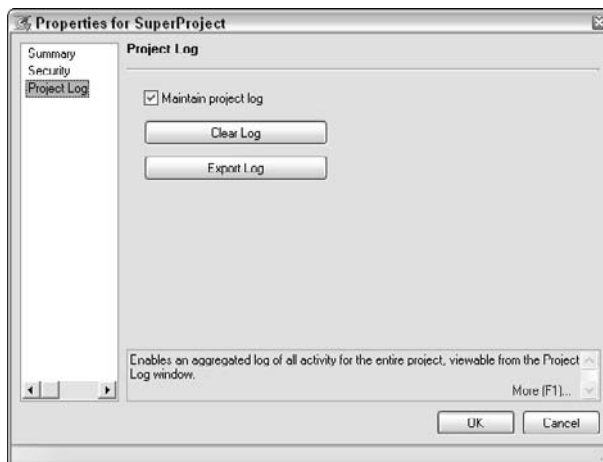 Properties for SuperProject
Summary
Security
Project Log
Project Log
Maintain project log
Clear Log
Export Log
Enables an aggregated log of all activity for the entire project, viewable from the Project
Log window.
More (F1)...
OK
Cancel